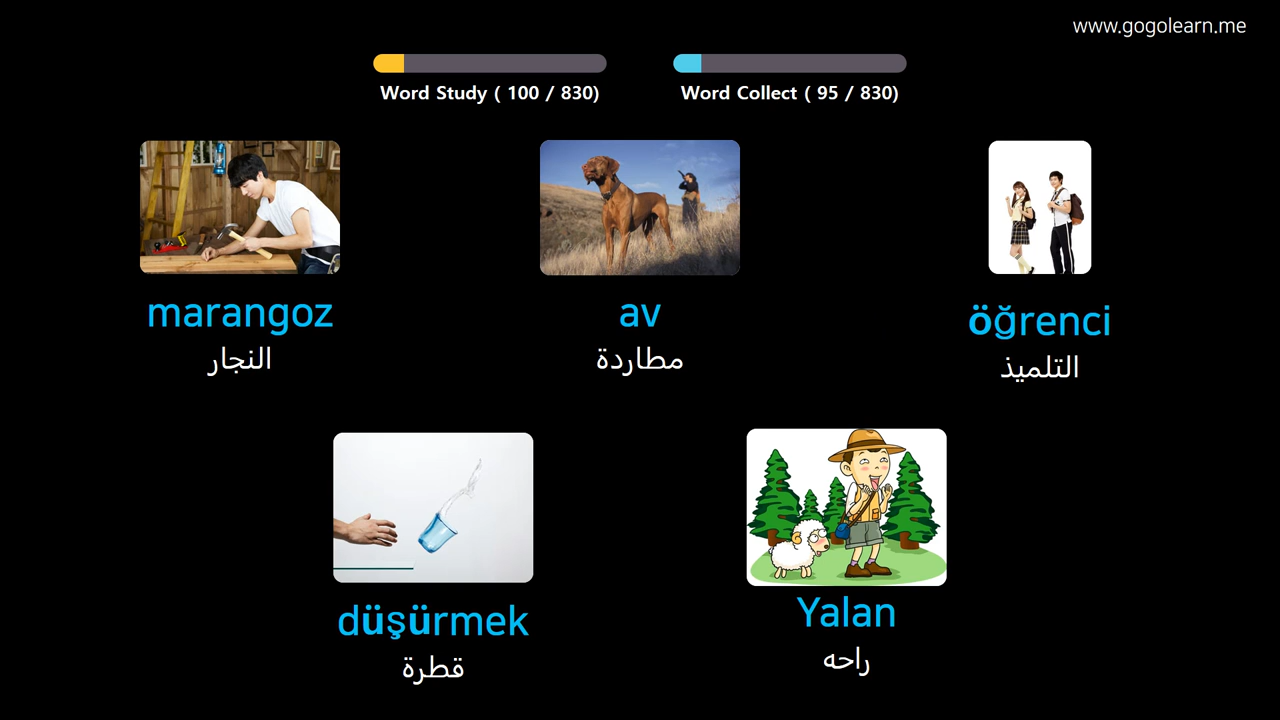 www.gogolearn.me
Word Study ( 100 / 830)
Word Collect ( 95 / 830)
marangoz
النجار
av
مطاردة
öğrenci
التلميذ
düşürmek
قطرة
Yalan
راحه